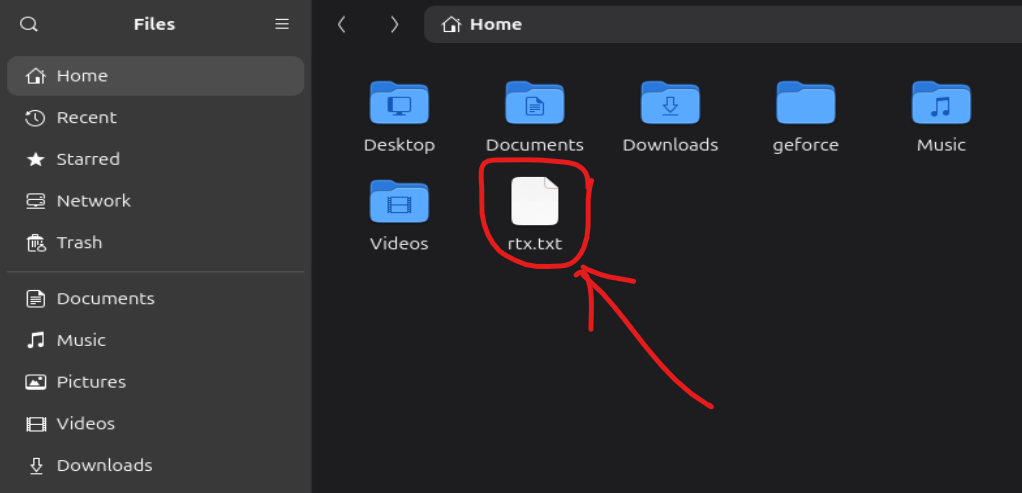 Files
Home
Recent
Starred
Network
Trash
Documents
Music
Pictures
Videos
Downloads
Home
Desktop Documents Downloads geforce Music
Videos rtx.txt